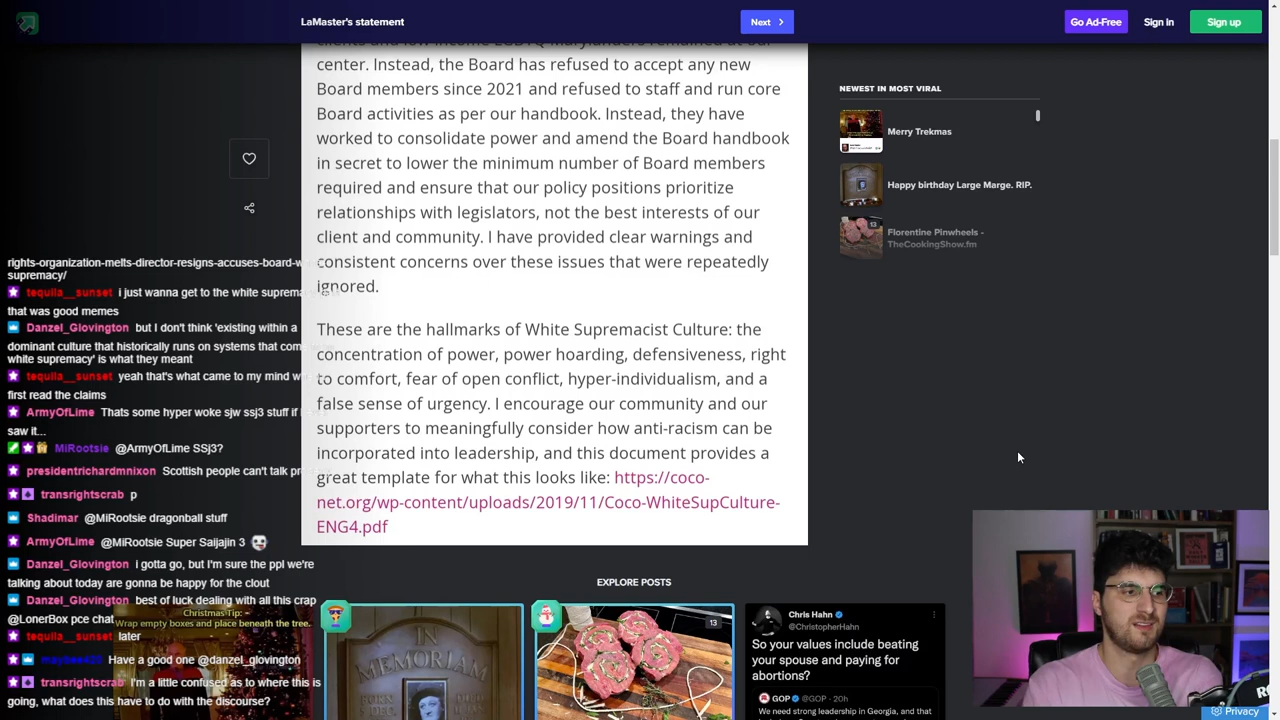 LaMaster's statement
Next
Go Ad-Free
Sign in
Sign up
center. Instead, the Board has refused to accept any new
Board members since 2021 and refused to staff and run core
Board activities as per our handbook. Instead, they have
worked to consolidate power and amend the Board handbook
in secret to lower the minimum number of Board members
required and ensure that our policy positions prioritize
relationships with legislators, not the best interests of our
client and community. I have provided clear warnings and
consistent concerns over these issues that were repeatedly
ignored.
These are the hallmarks of White Supremacist Culture: the
concentration of power, power hoarding, defensiveness, right
to comfort, fear of open conflict, hyper-individualism, and a
false sense of urgency. I encourage our community and our
supporters to meaningfully consider how anti-racism can be
incorporated into leadership, and this document provides a
great template for what this looks like: https://coco-
net.org/wp-content/uploads/2019/11/Coco-WhiteSupCulture-
ENG4.pdf
NEWEST IN MOST VIRAL
Merry Trekmas
Happy birthday Large Marge. RIP.
13
Florentine Pinwheels -
TheCookingShow.fm
rights-organization-melts-director-resigns-over-board-w
supremacy/
tequila__sunset i just wanna get to the white suprema
that was good memes
Danzel_Glovington but I don't think 'existing within a
dominant culture that historically runs on systems that com
white supremacy' is what they meant
tequila__sunset yeah that's what came to my mind w
first read the claims
ArmyOfLime Thats some hyper woke sjw ssj3 stuff if
saw it...
MiRootsie @ArmyOfLime SSj3??
presidentrichardmnixon Scottish people can't talk pr
transrightscrab p
Shadimar @MiRootsie dragonball stuff
ArmyOfLime @MiRootsie Super Saijajin 3
Danzel_Glovington i gotta go, but I'm sure the ppl we're
talking about today are gonna be happy for the clout
Danzel_Glovington best of luck dealing with all this crap
@LonerBox pce chat
tequila__sunset later
Have a good one @danzel_glovington
transrightscrab I'm a little confused as to where this is
going, what does this have to do with the discourse?
EXPLORE POSTS
Christmas Tip: -
Wrap empty boxes and place beneath the tree.
13
Chris Hahn
@ChristopherHahn
So your values include beating
your spouse and paying for
abortions?
GOP @GOP · 20h
We need strong leadership in Georgia, and that
Privacy